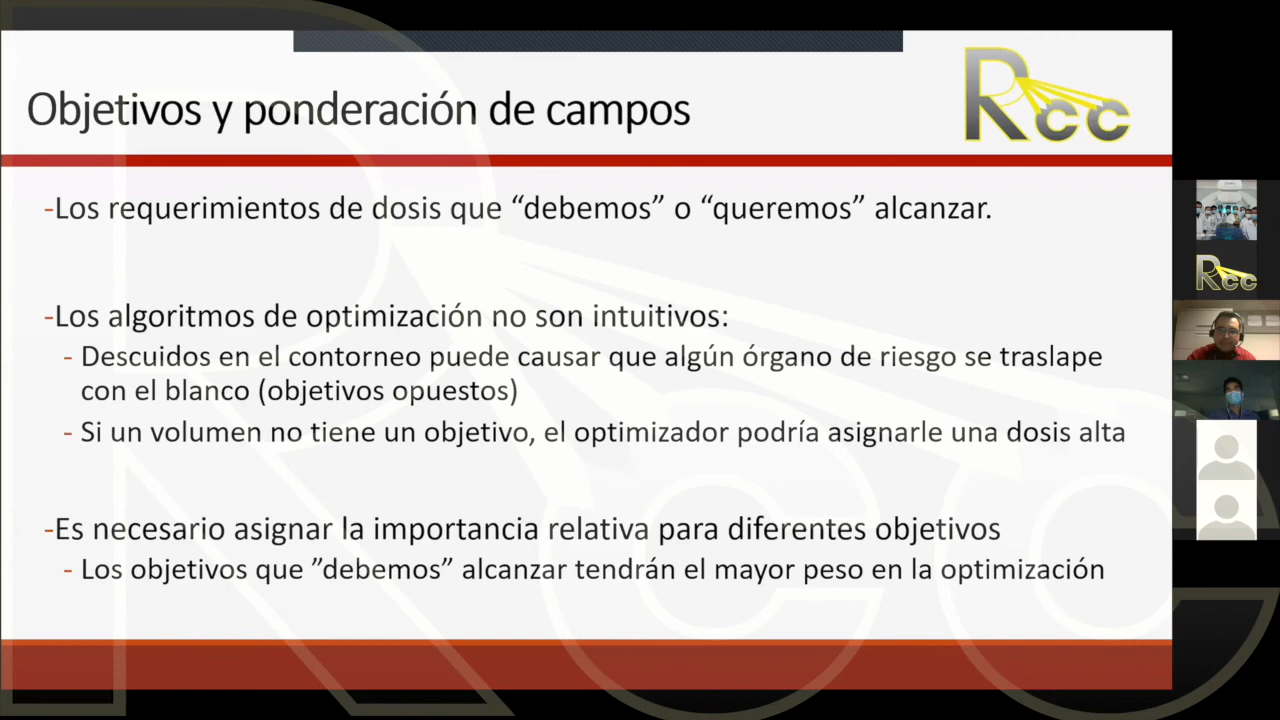 Objetivos y ponderación de campos
Rcc
-Los requerimientos de dosis que “debemos” o “queremos” alcanzar.
-Los algoritmos de optimización no son intuitivos:
- Descuidos en el contorneo puede causar que algún órgano de riesgo se traslape
con el blanco (objetivos opuestos)
- Si un volumen no tiene un objetivo, el optimizador podría asignarle una dosis alta
-Es necesario asignar la importancia relativa para diferentes objetivos
- Los objetivos que ”debemos” alcanzar tendrán el mayor peso en la optimización
Rcc